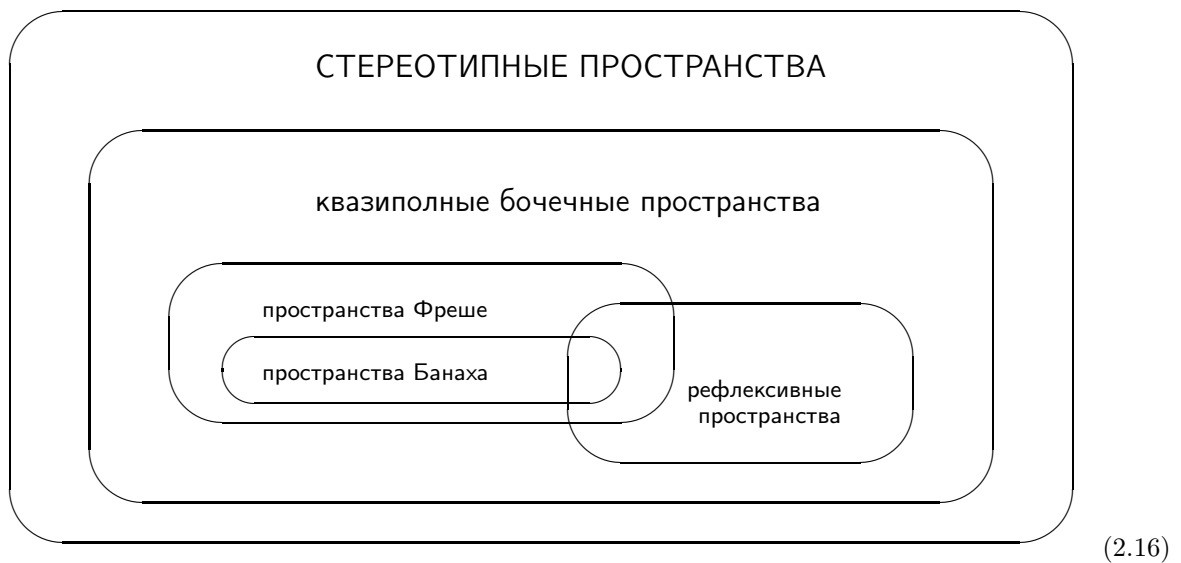 СТЕРЕОТИПНЫЕ ПРОСТРАНСТВА
квазиполные бочечные пространства
пространства Фреше
пространства Банаха
рефлексивные
пространства
(2.16)